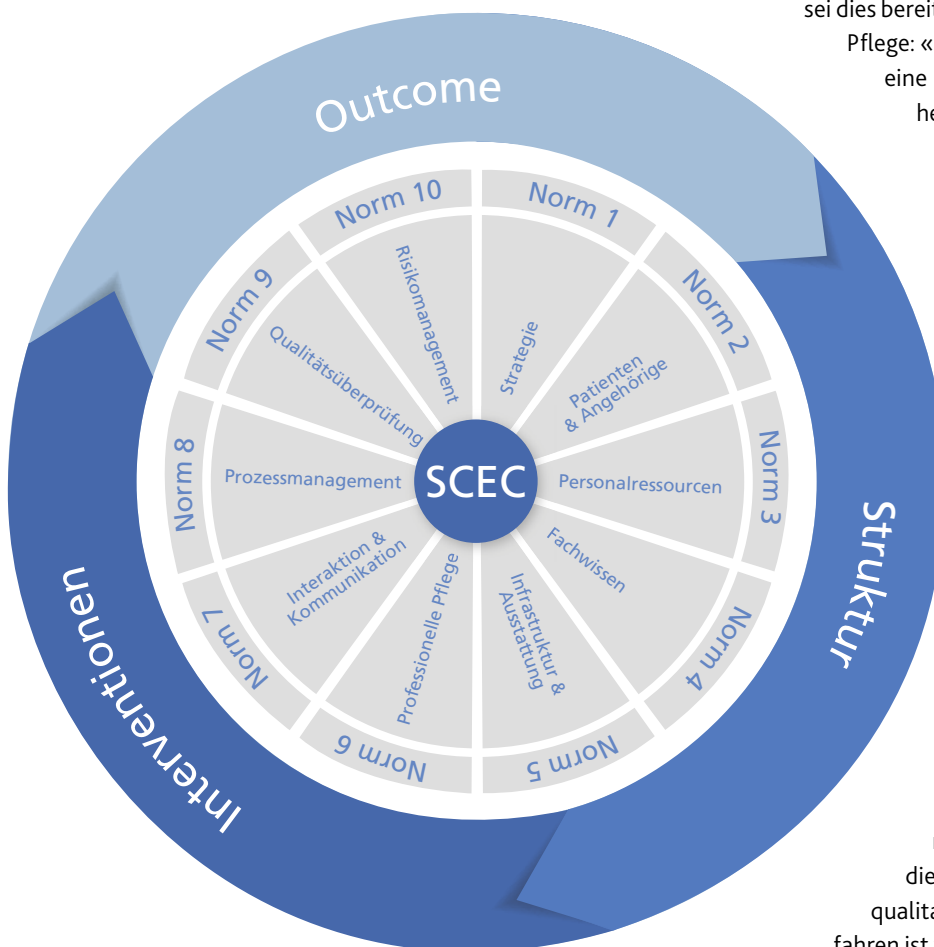 sei dies bereit
Pflege: «
eine
he
Outcome
Struktur
Interventionen
Norm 1
Strategie
Norm 2
Patienten
& Angehörige
Norm 3
Personalressourcen
Norm 4
Fachwissen
Norm 5
Infrastruktur &
Ausstattung
Norm 6
Professionelle Pflege
Norm 7
Interaktion &
Kommunikation
Norm 8
Prozessmanagement
Norm 9
Qualitätsüberprüfung
Norm 10
Risikomanagement
SCEC
die
qualita
fahren ist